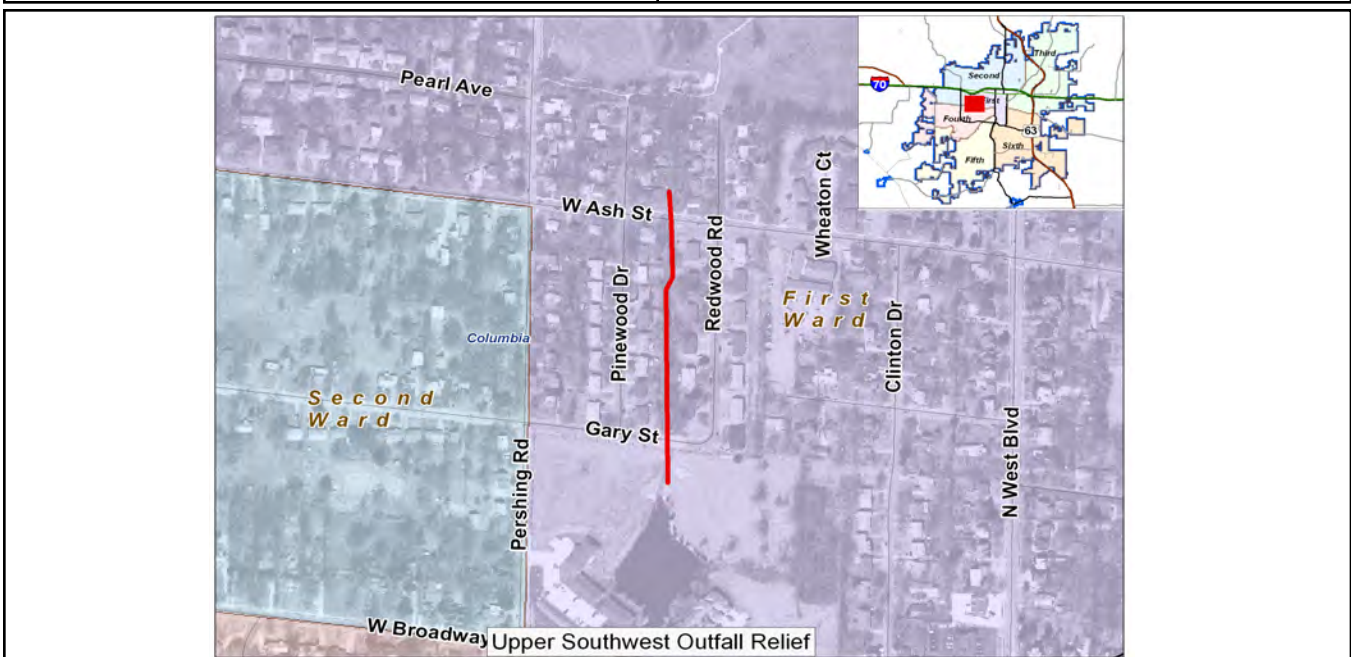 Pearl Ave
W Ash St
Wheaton Ct
Redwood Rd
Pinewood Dr
First
Ward
Clinton Dr
Columbia
Second
Ward
Gary St
Pershing Rd
N West Blvd
W Broadway
Upper Southwest Outfall Relief
Third
Second
70
First
Fourth
63
Sixth
Fifth